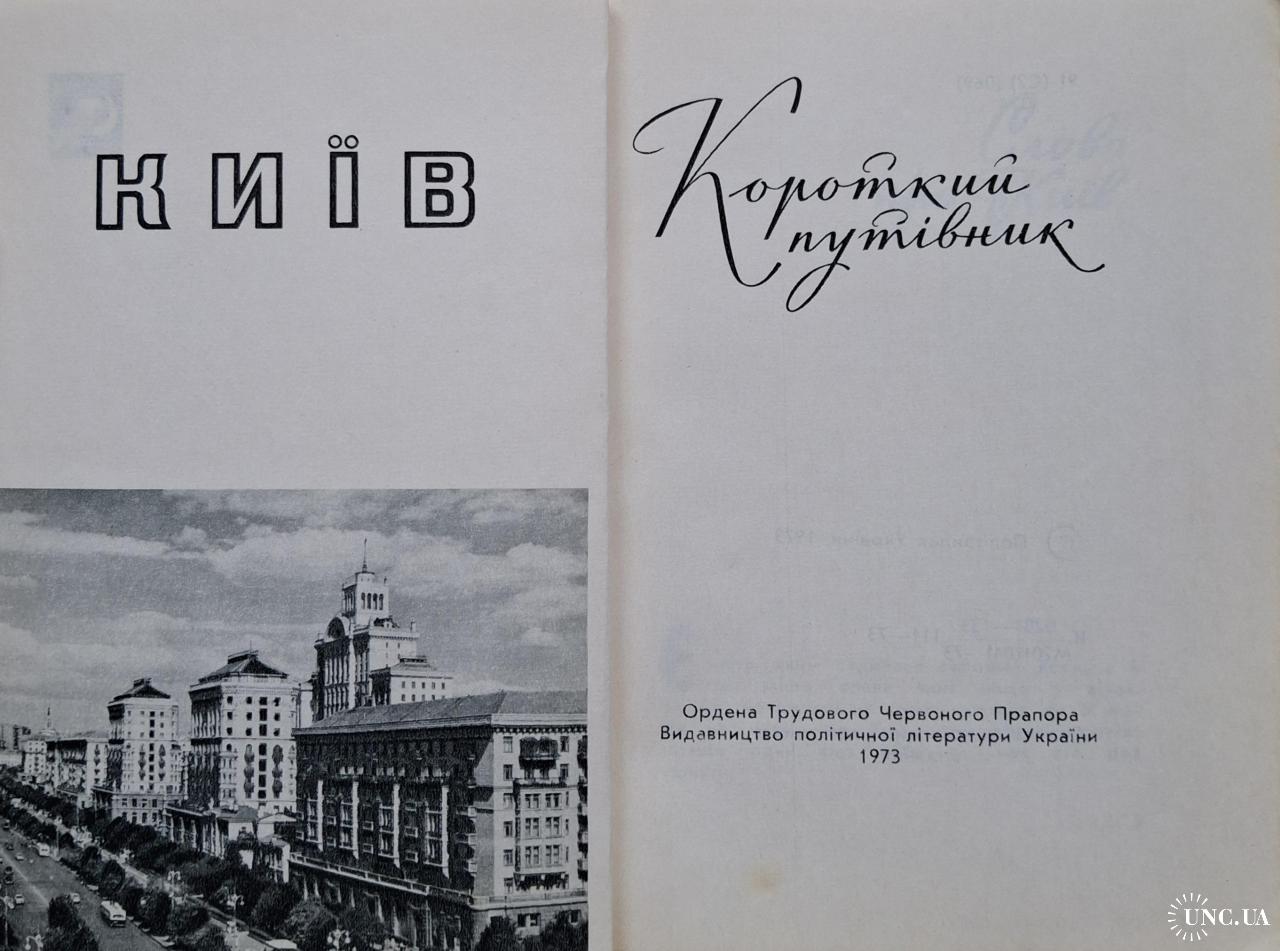 КИЇВ
Короткий
путівник
Ордена Трудового Червоного Прапора
Видавництво політичної літератури України
1973
UNC.UA